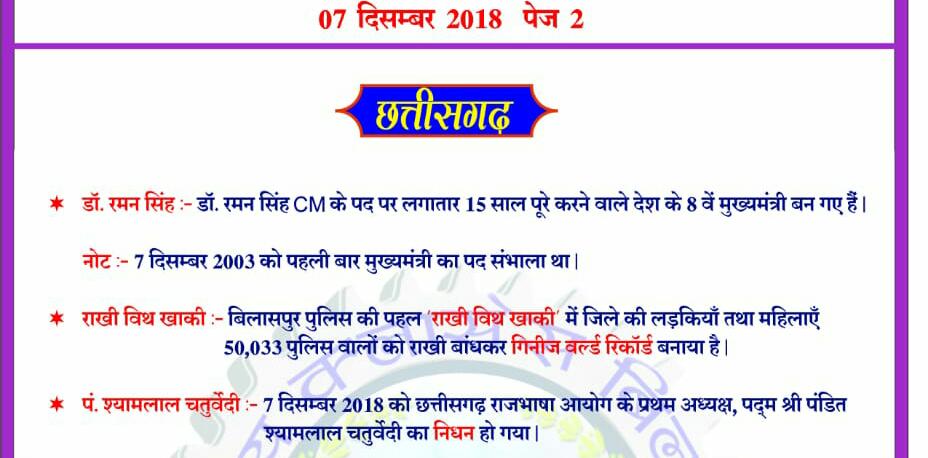 07 दिसम्बर 2018 पेज 2
छत्तीसगढ़
✶ डॉ. रमन सिंह :- डॉ. रमन सिंह CM के पद पर लगातार 15 साल पूरे करने वाले देश के 8 वें मुख्यमंत्री बन गए हैं |
नोट :- 7 दिसम्बर 2003 को पहली बार मुख्यमंत्री का पद संभाला था |
✶ राखी विथ खाकी :- बिलासपुर पुलिस की पहल 'राखी विथ खाकी' में जिले की लड़कियाँ तथा महिलाएँ
50,033 पुलिस वालों को राखी बांधकर गिनीज वर्ल्ड रिकॉर्ड बनाया है |
✶ पं. श्यामलाल चतुर्वेदी :- 7 दिसम्बर 2018 को छत्तीसगढ़ राजभाषा आयोग के प्रथम अध्यक्ष, पद्म श्री पंडित
श्यामलाल चतुर्वेदी का निधन हो गया |